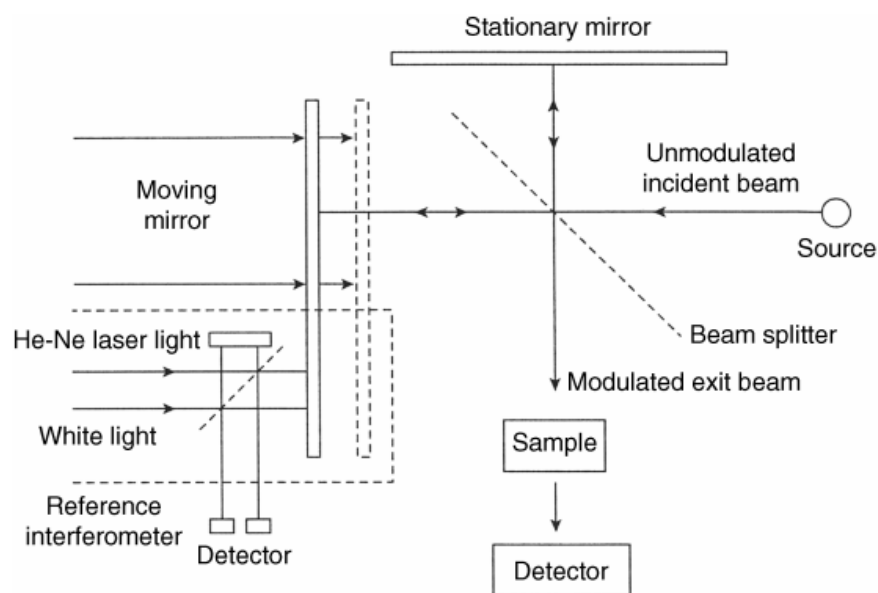 Stationary mirror
Unmodulated
incident beam
Moving
mirror
Source
He-Ne laser light
Beam splitter
Modulated exit beam
White light
Sample
Reference
interferometer
Detector
Detector